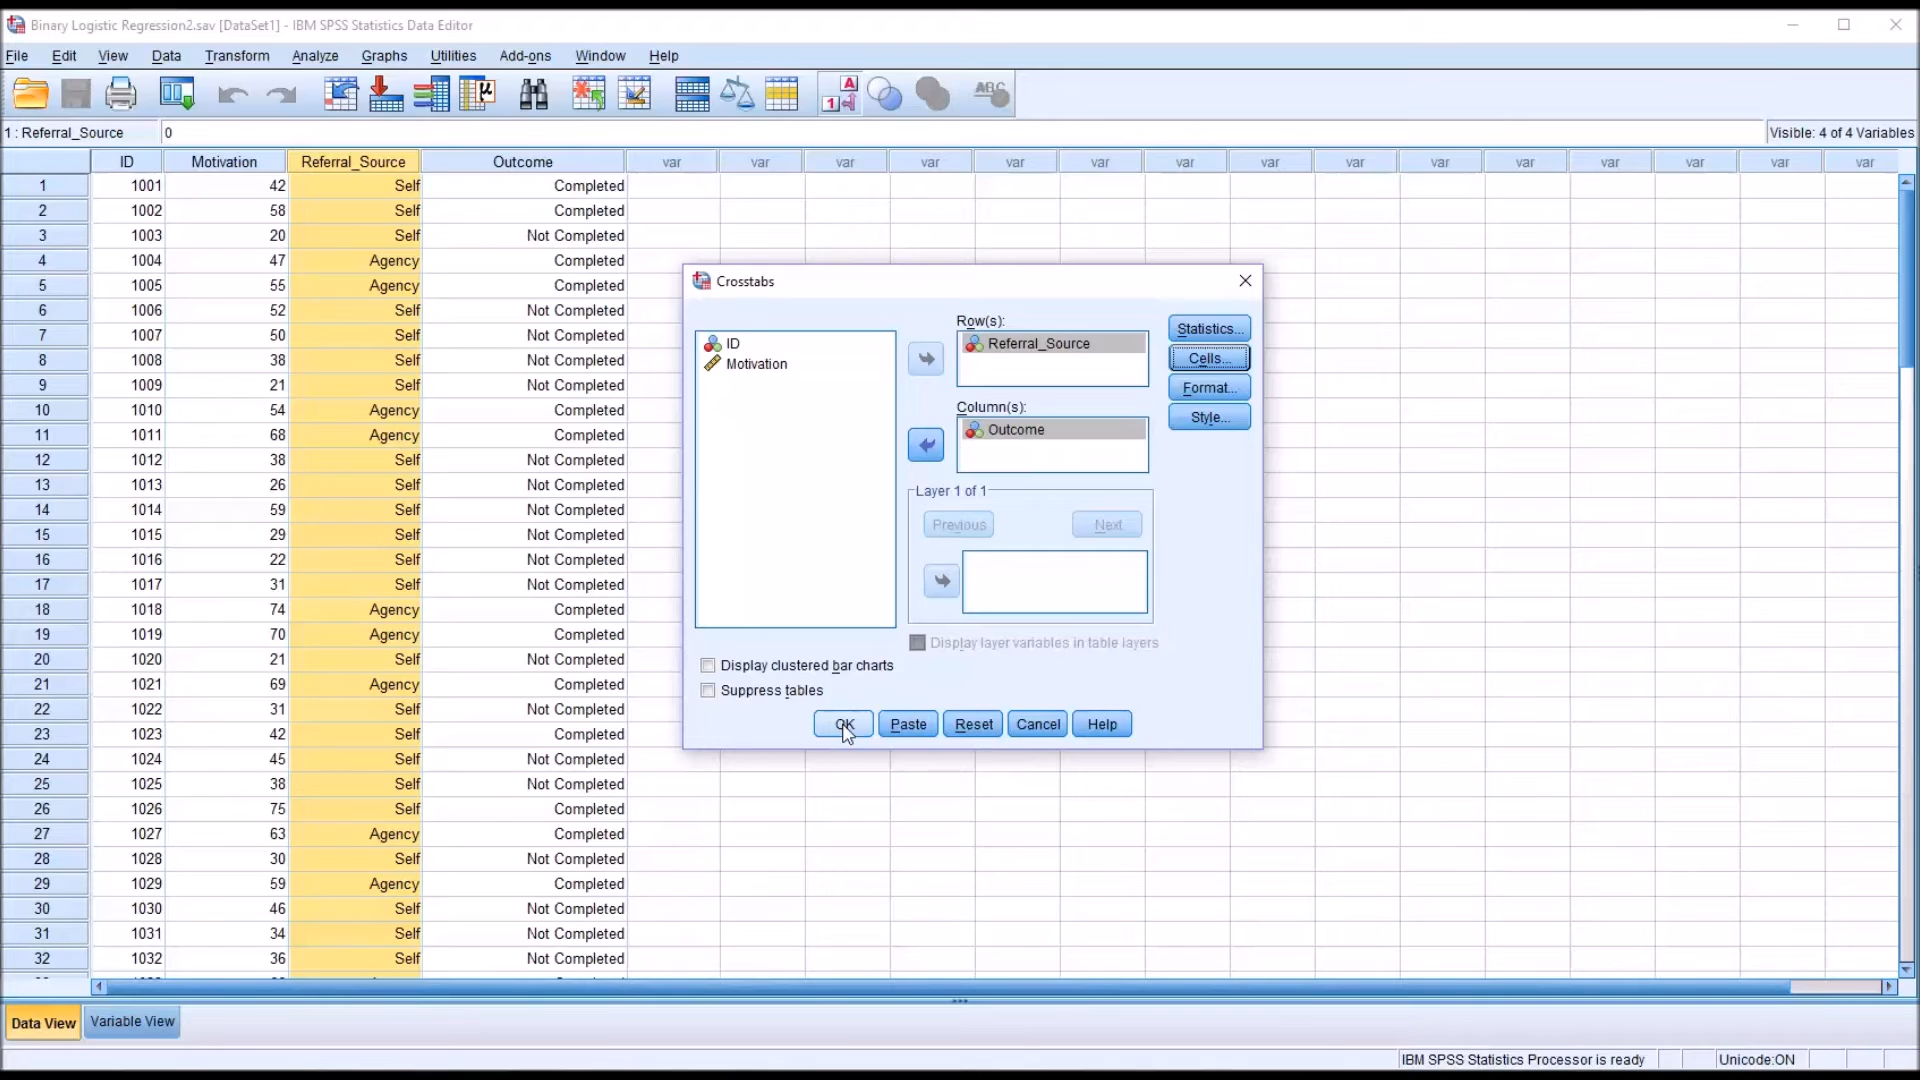 Binary Logistic Regression2.sav [DataSet1] - IBM SPSS Statistics Data Editor
File Edit View Data Transform Analyze Graphs Utilities Add-ons Window Help
1 : Referral_Source 0 Visible: 4 of 4 Variables
ID Motivation Referral_Source Outcome var var var var var var var var var var var var var var var
1 1001 42 Self Completed
2 1002 58 Self Completed
3 1003 20 Self Not Completed
4 1004 47 Agency Completed
5 1005 55 Agency Completed
6 1006 52 Self Not Completed
7 1007 50 Self Not Completed
8 1008 38 Self Not Completed
9 1009 21 Self Not Completed
10 1010 54 Agency Completed
11 1011 68 Agency Completed
12 1012 38 Self Not Completed
13 1013 26 Self Not Completed
14 1014 59 Self Not Completed
15 1015 29 Self Not Completed
16 1016 22 Self Not Completed
17 1017 31 Self Not Completed
18 1018 74 Agency Completed
19 1019 70 Agency Completed
20 1020 21 Self Not Completed
21 1021 69 Agency Completed
22 1022 31 Self Not Completed
23 1023 42 Self Completed
24 1024 45 Self Not Completed
25 1025 38 Self Not Completed
26 1026 75 Self Completed
27 1027 63 Agency Completed
28 1028 30 Self Not Completed
29 1029 59 Agency Completed
30 1030 46 Self Not Completed
31 1031 34 Self Not Completed
32 1032 36 Self Not Completed
Crosstabs
ID
Motivation
Row(s):
Referral_Source
Column(s):
Outcome
Layer 1 of 1
Previous Next
Display layer variables in table layers
Statistics...
Cells...
Format...
Style...
Display clustered bar charts
Suppress tables
OK Paste Reset Cancel Help
Data View Variable View
IBM SPSS Statistics Processor is ready Unicode:ON